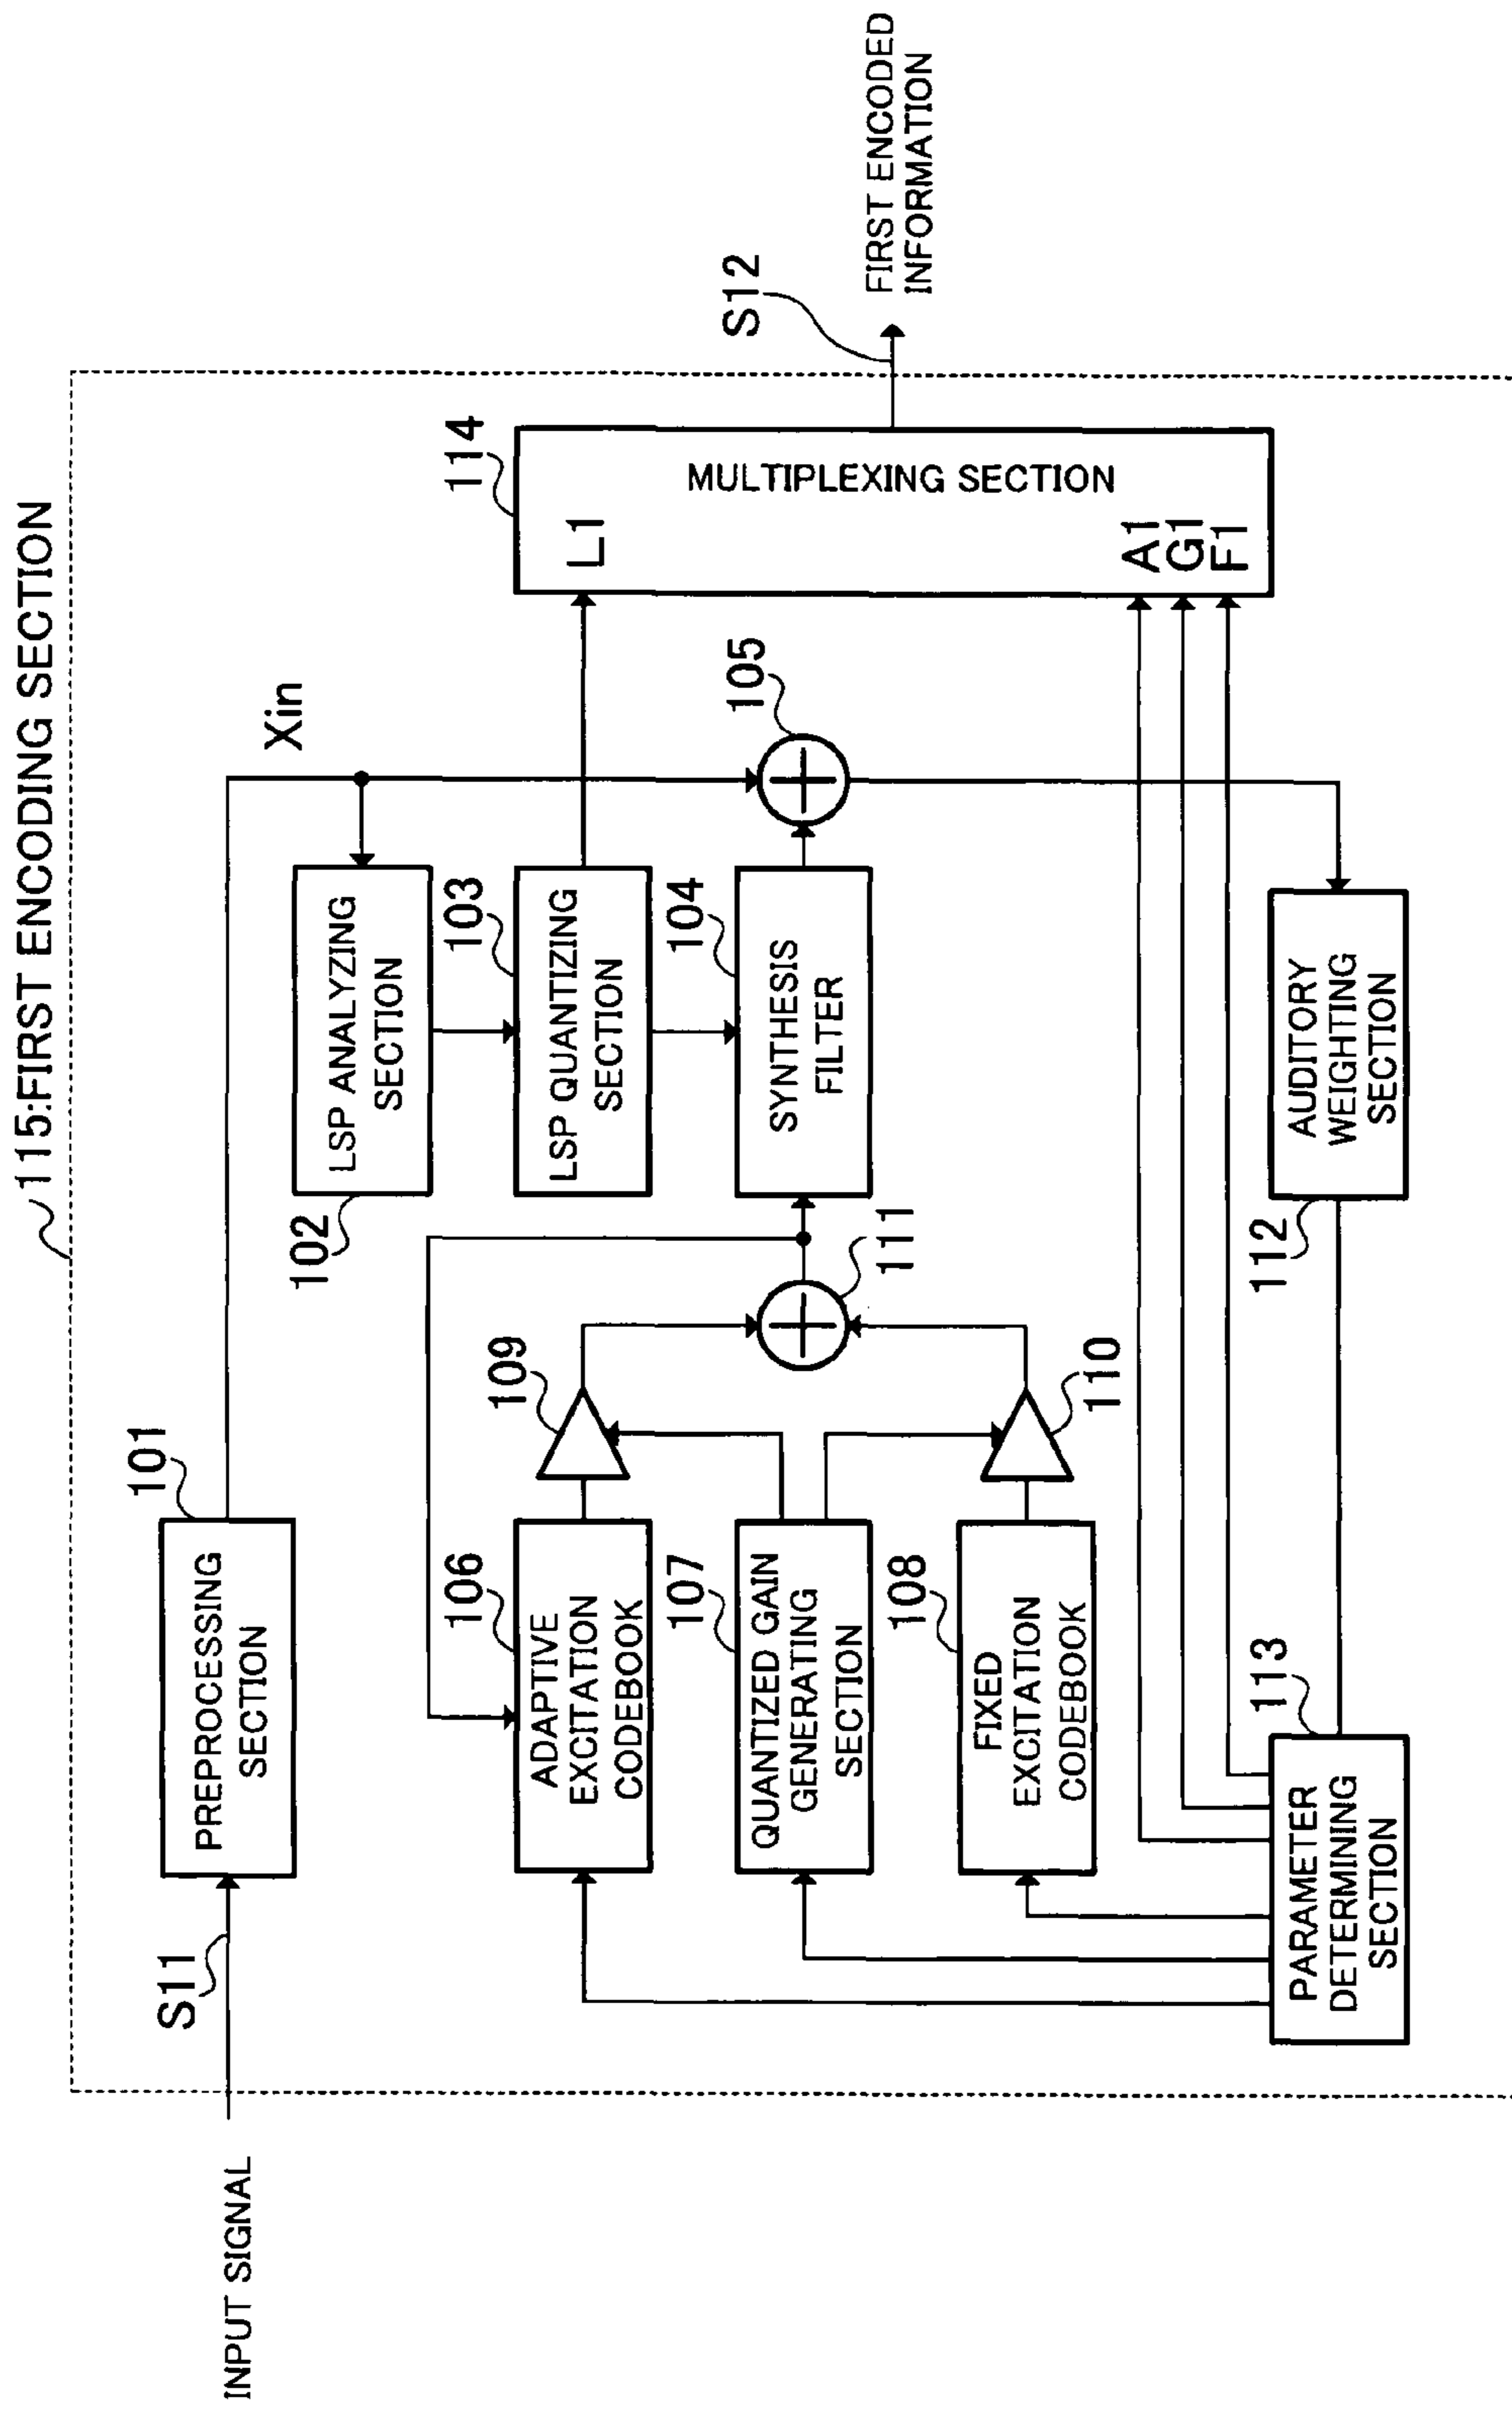 115:FIRST ENCODING SECTION
INPUT SIGNAL
S11
101
PREPROCESSING
SECTION
Xin
102
LSP ANALYZING
SECTION
103
LSP QUANTIZING
SECTION
104
SYNTHESIS
FILTER
105
106
ADAPTIVE
EXCITATION
CODEBOOK
107
QUANTIZED GAIN
GENERATING
SECTION
108
FIXED
EXCITATION
CODEBOOK
109
110
111
112
AUDITORY
WEIGHTING
SECTION
113
PARAMETER
DETERMINING
SECTION
114
MULTIPLEXING SECTION
L1
A1
G1
F1
S12
FIRST ENCODED
INFORMATION